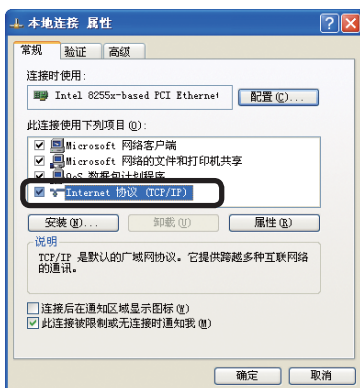 本地连接 属性
常规 验证 高级
连接时使用:
Intel 8255x-based PCI Etherne
配置(C)...
此连接使用下列项目(O):
Microsoft 网络客户端
Microsoft 网络的文件和打印机共享
QoS 数据包计划程序
Internet 协议 (TCP/IP)
安装(N)... 卸载(U) 属性(R)
说明
TCP/IP 是默认的广域网协议。它提供跨越多种互联网络
的通讯。
连接后在通知区域显示图标(W)
此连接被限制或无连接时通知我(M)
确定 取消